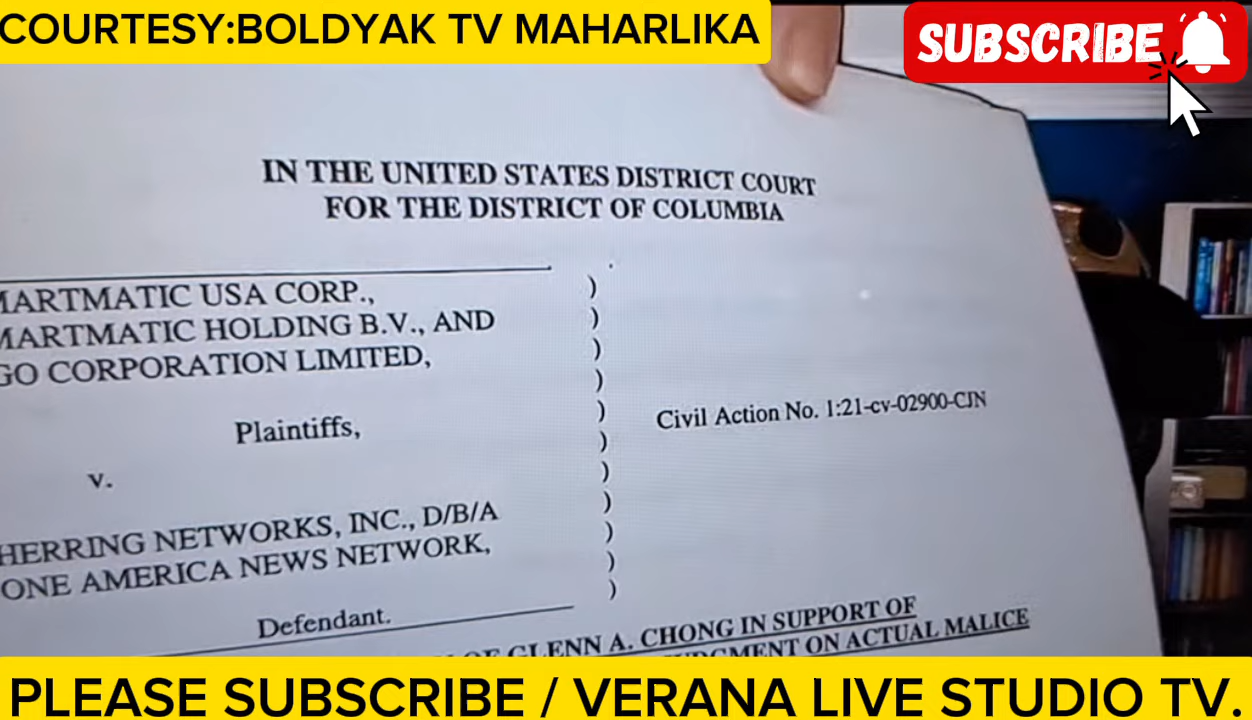 COURTESY:BOLDYAK TV MAHARLIKA
SUBSCRIBE
IN THE UNITED STATES DISTRICT COURT
FOR THE DISTRICT OF COLUMBIA
MARTMATIC USA CORP.,
MARTMATIC HOLDING B.V., AND
GO CORPORATION LIMITED,
Plaintiffs,
v.
HERRING NETWORKS, INC., D/B/A
ONE AMERICA NEWS NETWORK,
Defendant.
)
)
)
)
)
)
)
)
)
)
)
Civil Action No. 1:21-cv-02900-CJN
OF GLENN A. CHONG IN SUPPORT OF
JUDGMENT ON ACTUAL MALICE
PLEASE SUBSCRIBE / VERANA LIVE STUDIO TV.